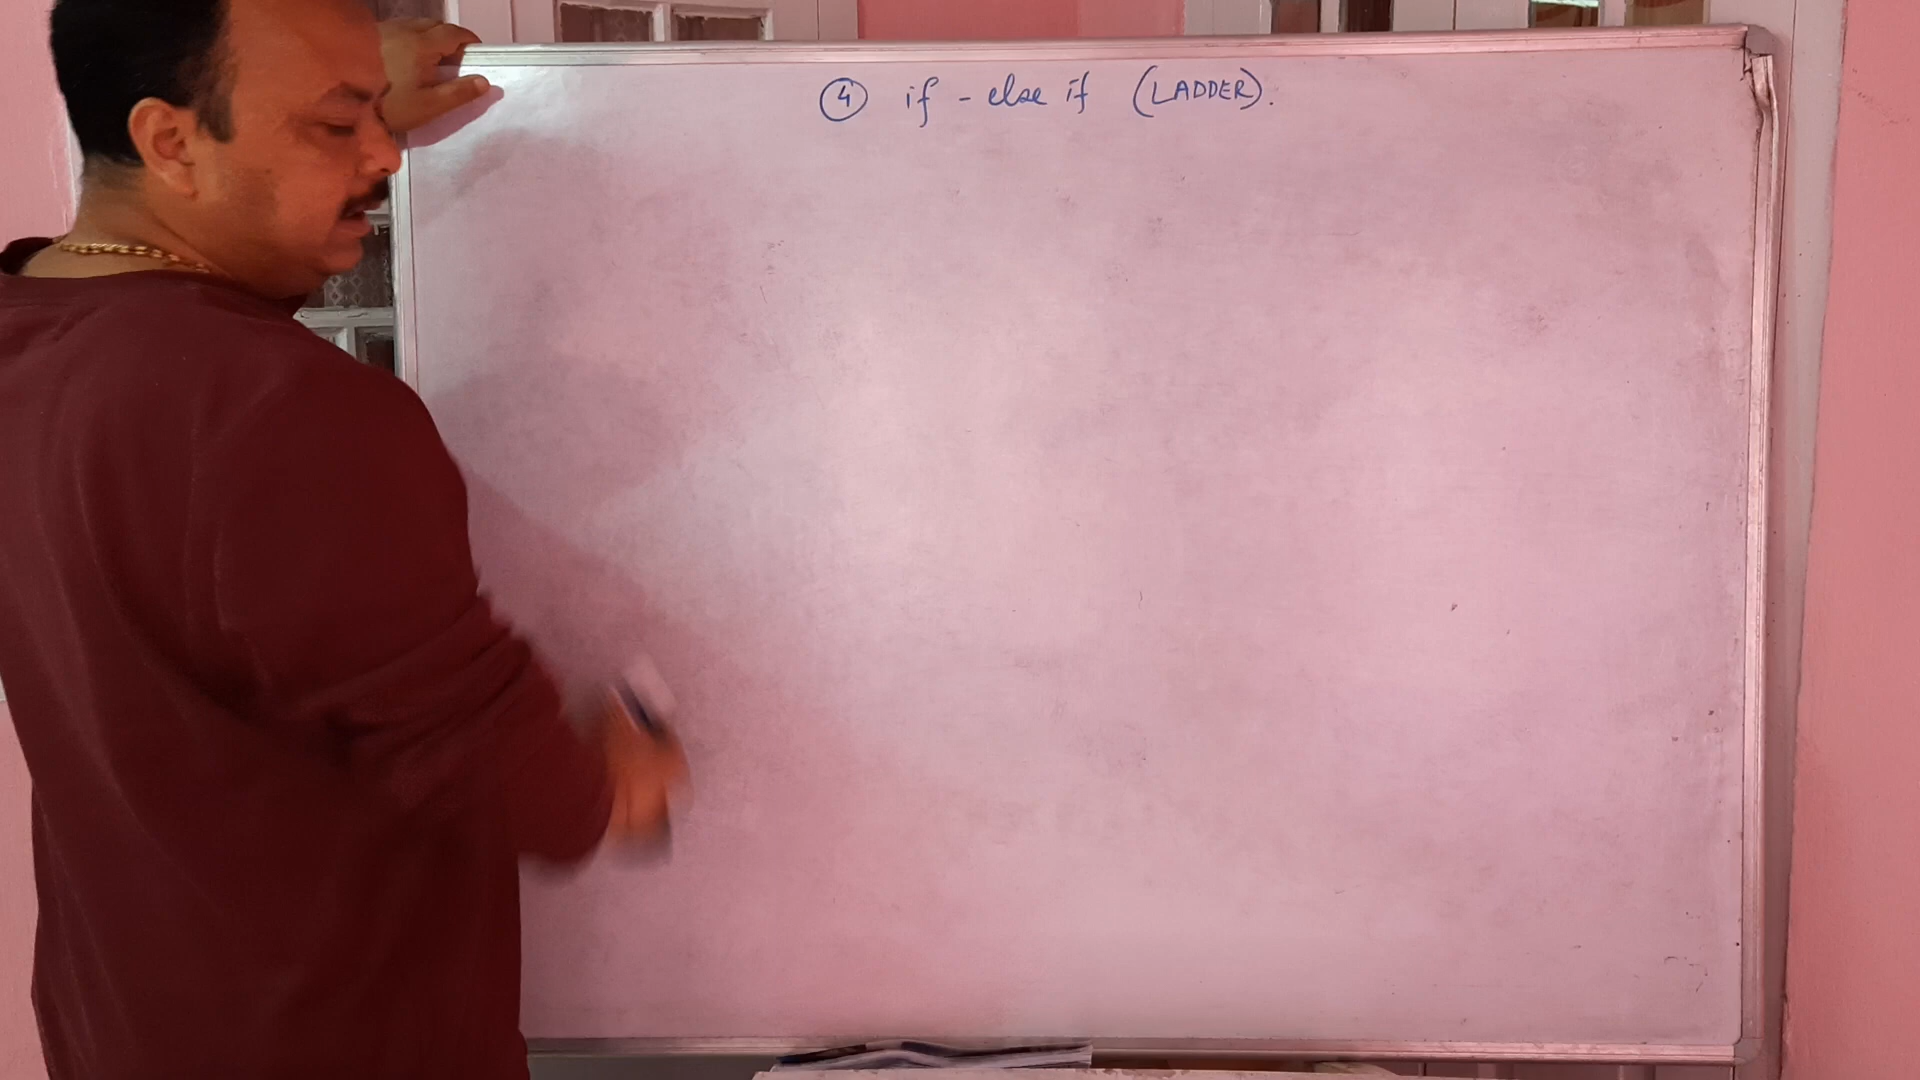 ④ if - else if (LADDER).